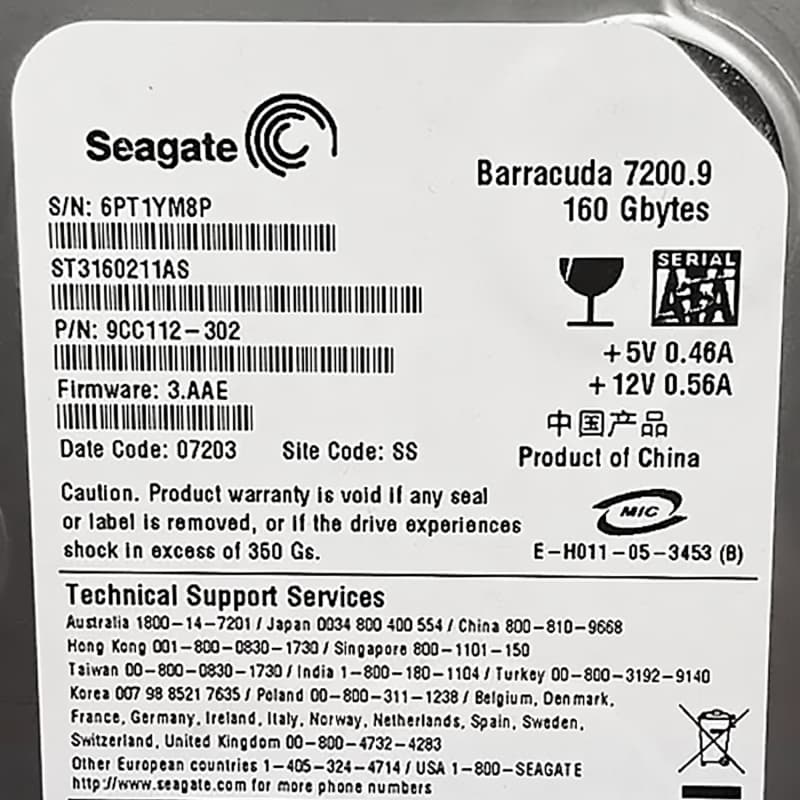 Seagate
Barracuda 7200.9
160 Gbytes
S/N: 6PT1YM8P
ST3160211AS
P/N: 9CC112-302
Firmware: 3.AAE
Date Code: 07203 Site Code: SS
SERIAL
ATA
+5V 0.46A
+12V 0.56A
中国产品
Product of China
Caution. Product warranty is void if any seal
or label is removed, or if the drive experiences
shock in excess of 350 Gs.
MIC
E-H011-05-3453 (B)
Technical Support Services
Australia 1800-14-7201 / Japan 0034 800 400 554 / China 800-810-9668
Hong Kong 001-800-0830-1730 / Singapore 800-1101-150
Taiwan 00-800-0830-1730 / India 1-800-180-1104 / Turkey 00-800-3192-9140
Korea 007 98 8521 7635 / Poland 00-800-311-1238 / Belgium, Denmark,
France, Germany, Ireland, Italy, Norway, Netherlands, Spain, Sweden,
Switzerland, United Kingdom 00-800-4732-4283
Other European countries 1-405-324-4714 / USA 1-800-SEAGATE
http://www.seagate.com for more phone numbers